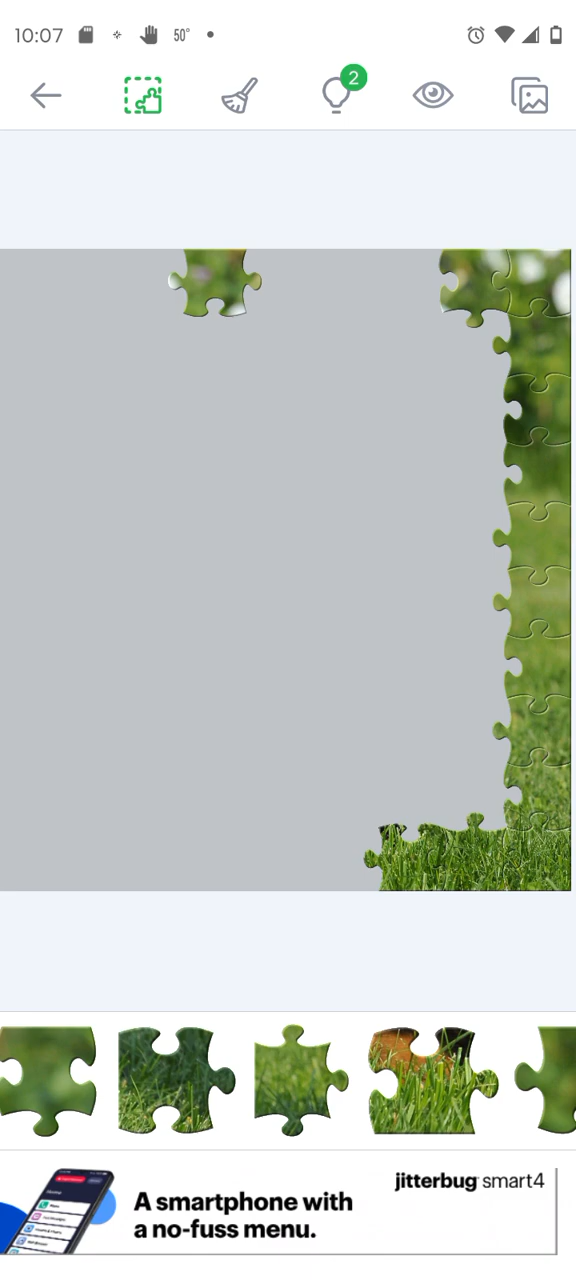 10:07 50°
2
jitterbug smart4
A smartphone with
a no-fuss menu.